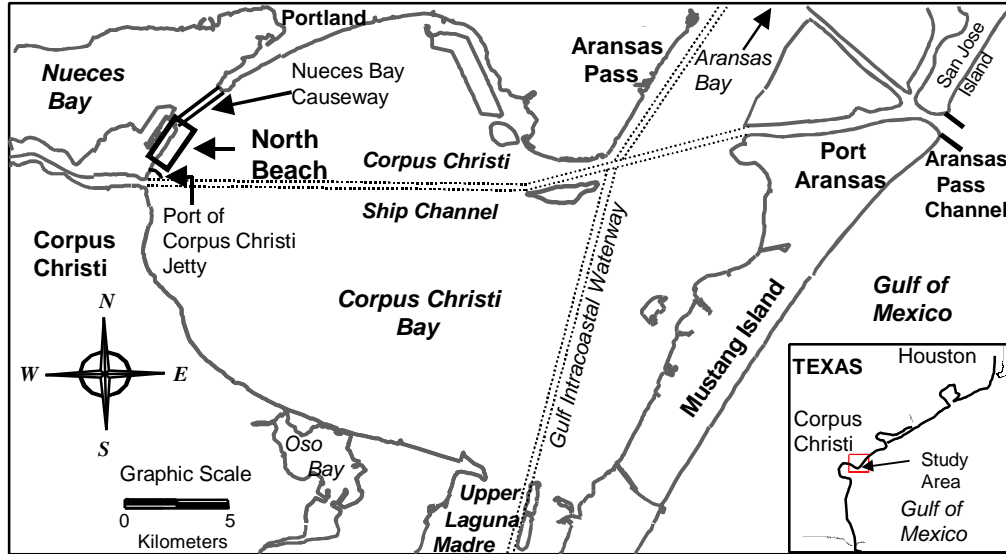 Portland
Nueces
Bay
Nueces Bay
Causeway
North
Beach
Aransas
Pass
Aransas
Bay
San Jose
Island
Corpus Christi
Ship Channel
Port
Aransas
Aransas
Pass
Channel
Port of
Corpus Christi
Jetty
Corpus
Christi
Corpus Christi
Bay
Gulf Intracoastal Waterway
Mustang Island
Gulf of
Mexico
N
W
E
S
Oso
Bay
Graphic Scale
0
5
Kilometers
Upper
Laguna
Madre
TEXAS
Houston
Corpus
Christi
Study
Area
Gulf of
Mexico